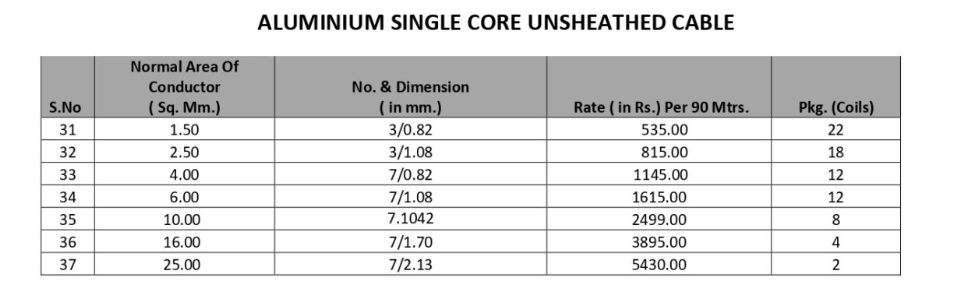 ALUMINIUM SINGLE CORE UNSHEATHED CABLE
S.No Normal Area Of Conductor ( Sq. Mm.) No. & Dimension ( in mm.) Rate ( in Rs.) Per 90 Mtrs. Pkg. (Coils)
31 1.50 3/0.82 535.00 22
32 2.50 3/1.08 815.00 18
33 4.00 7/0.82 1145.00 12
34 6.00 7/1.08 1615.00 12
35 10.00 7.1042 2499.00 8
36 16.00 7/1.70 3895.00 4
37 25.00 7/2.13 5430.00 2